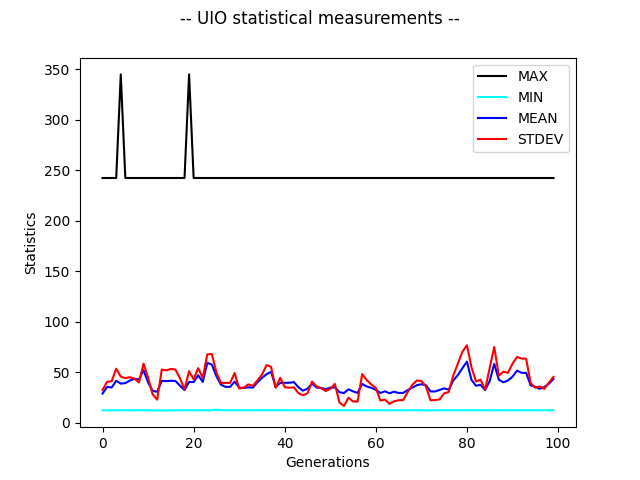 -- UIO statistical measurements --
350
300
250
200
150
100
50
0
Statistics
MAX
MIN
MEAN
STDEV
0 20 40 60 80 100
Generations